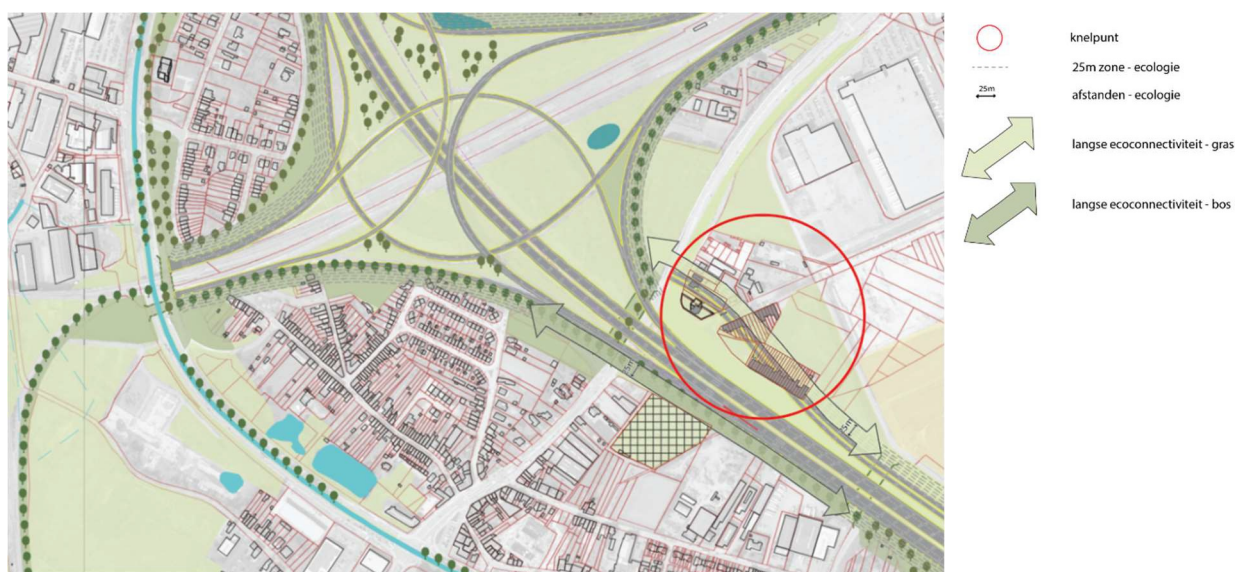 knelpunt
25m zone - ecologie
25m
afstanden - ecologie
langse ecoconnectiviteit - gras
langse ecoconnectiviteit - bos